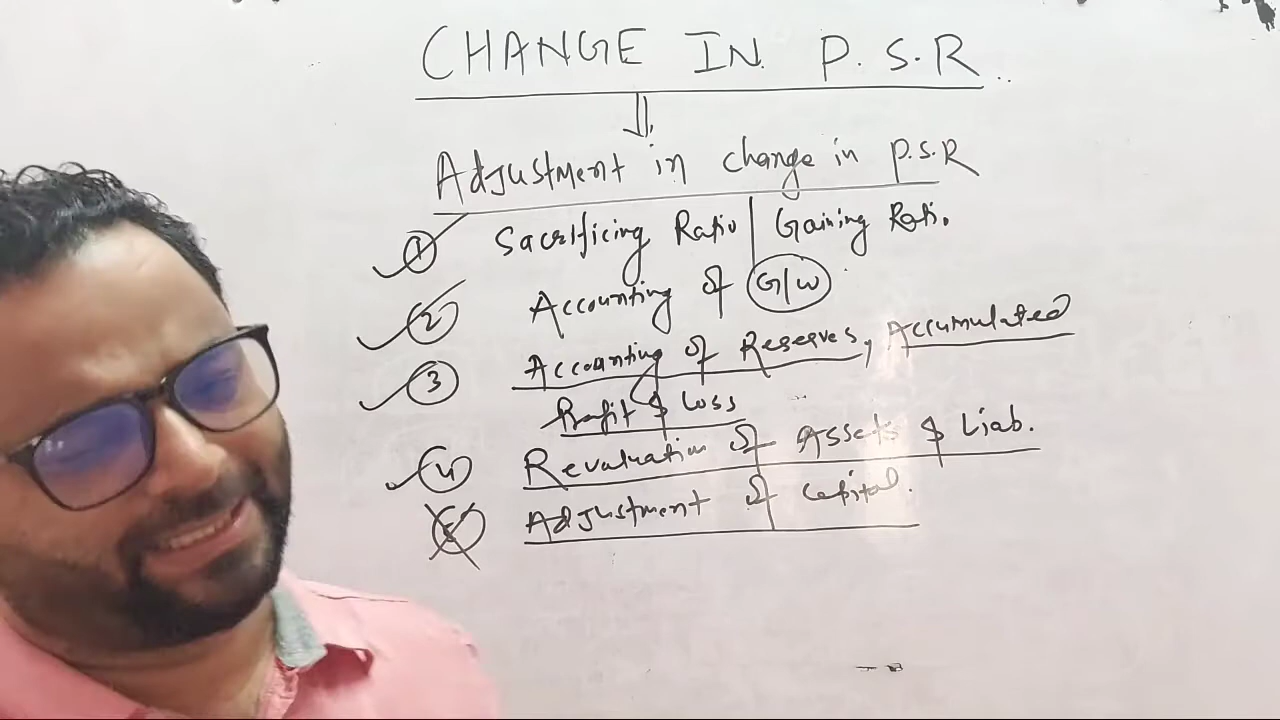 CHANGE IN P.S.R..
Adjustment in change in P.S.R
1 Sacrificing Ratio | Gaining Rati.
2 Accounting of G/W
3 Accounting of Reserves, Accumulated
Profit & Loss
4 Revaluation of Assets & Liab.
5 Adjustment of Capital.